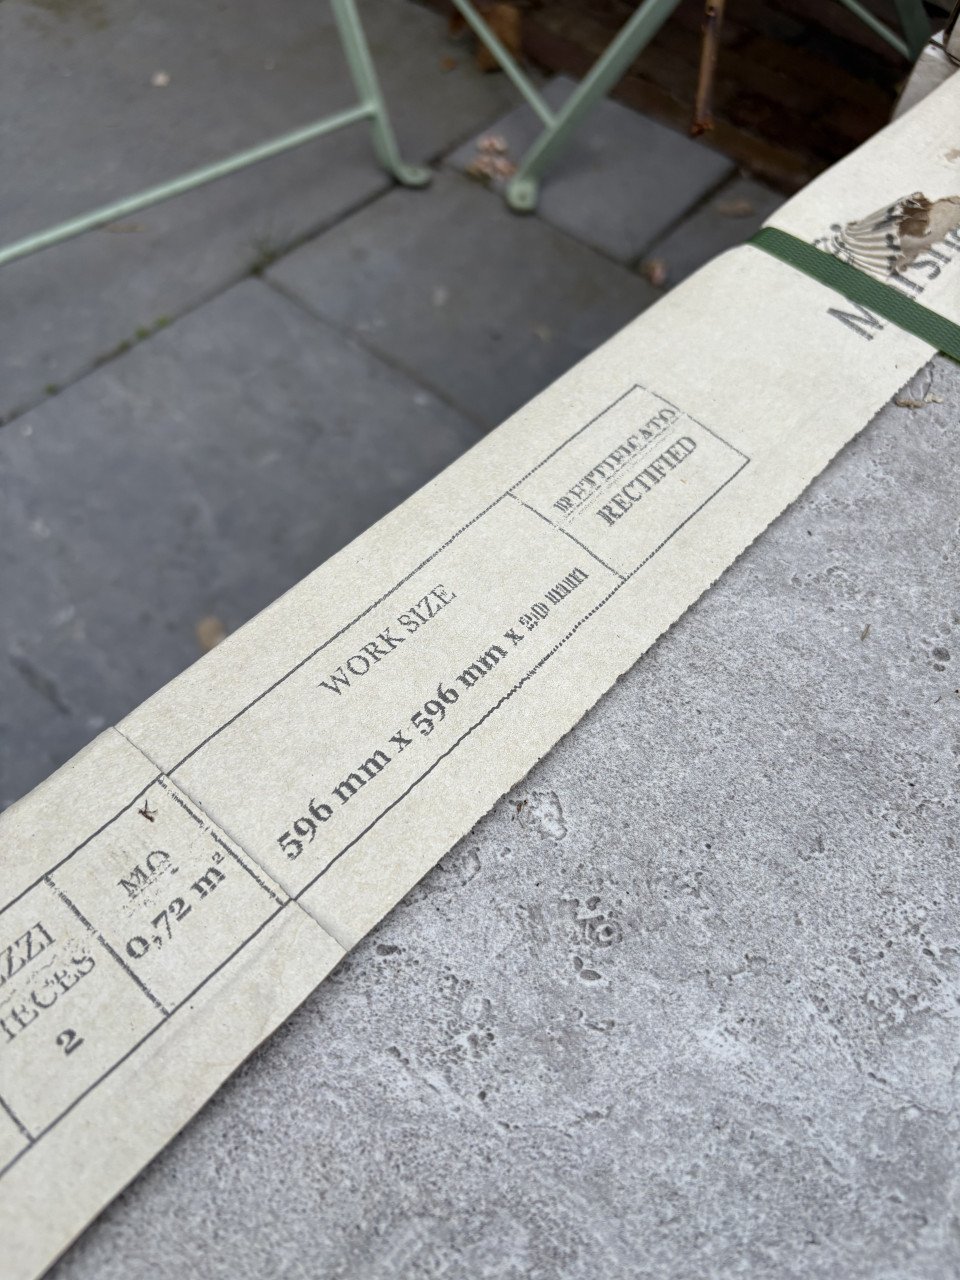 RETTIFICATO
RECTIFIED
WORK SIZE
596 mm x 596 mm x 20 mm
MQ
0,72 m²
2